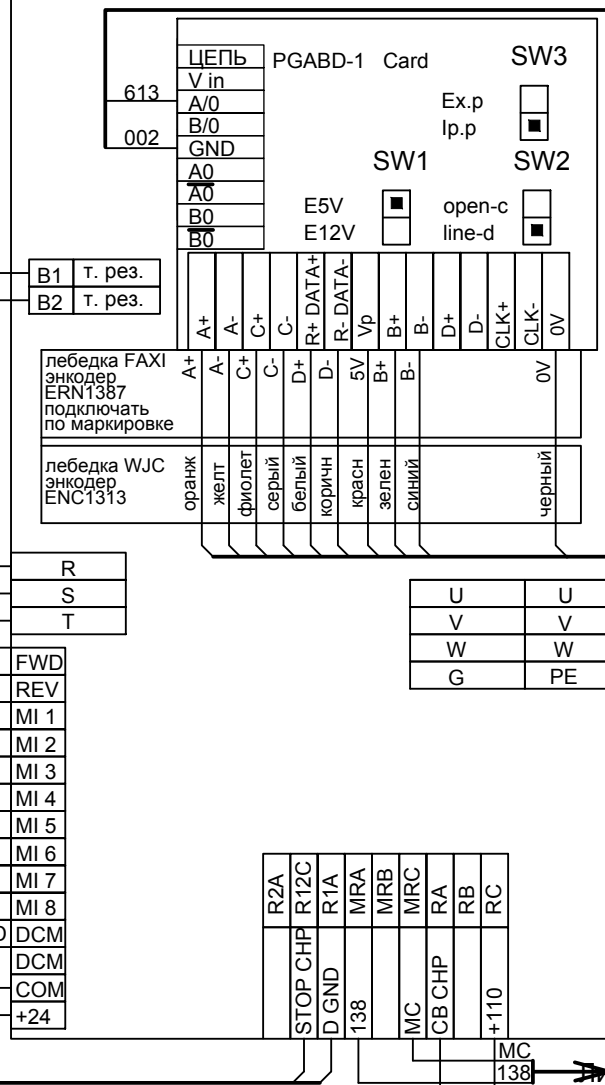 ЦЕПЬ PGABD-1 Card SW3
V in
613 A/0 Ex.p
B/0 Ip.p
002 GND
A0 SW1 SW2
A0
B0 E5V open-c
B0 E12V line-d
B1 т. рез.
B2 т. рез.
A+ A- C+ C- R+ DATA+ R- DATA- Vp B+ B- D+ D- CLK+ CLK- 0V
лебедка FAXI
энкодер
ERN1387
подключать
по маркировке
A+ A- C+ C- D+ D- 5V B+ B- 0V
лебедка WJC
энкодер
ENC1313
оранж желт фиолет серый белый коричн красн зелен синий черный
R
S
T
U U
V V
W W
G PE
FWD
REV
MI 1
MI 2
MI 3
MI 4
MI 5
MI 6
MI 7
MI 8
DCM
DCM
COM
+24
R2A R12C R1A MRA MRB MRC RA RB RC
STOP CHP D GND 138 MC CB CHP +110
MC
138